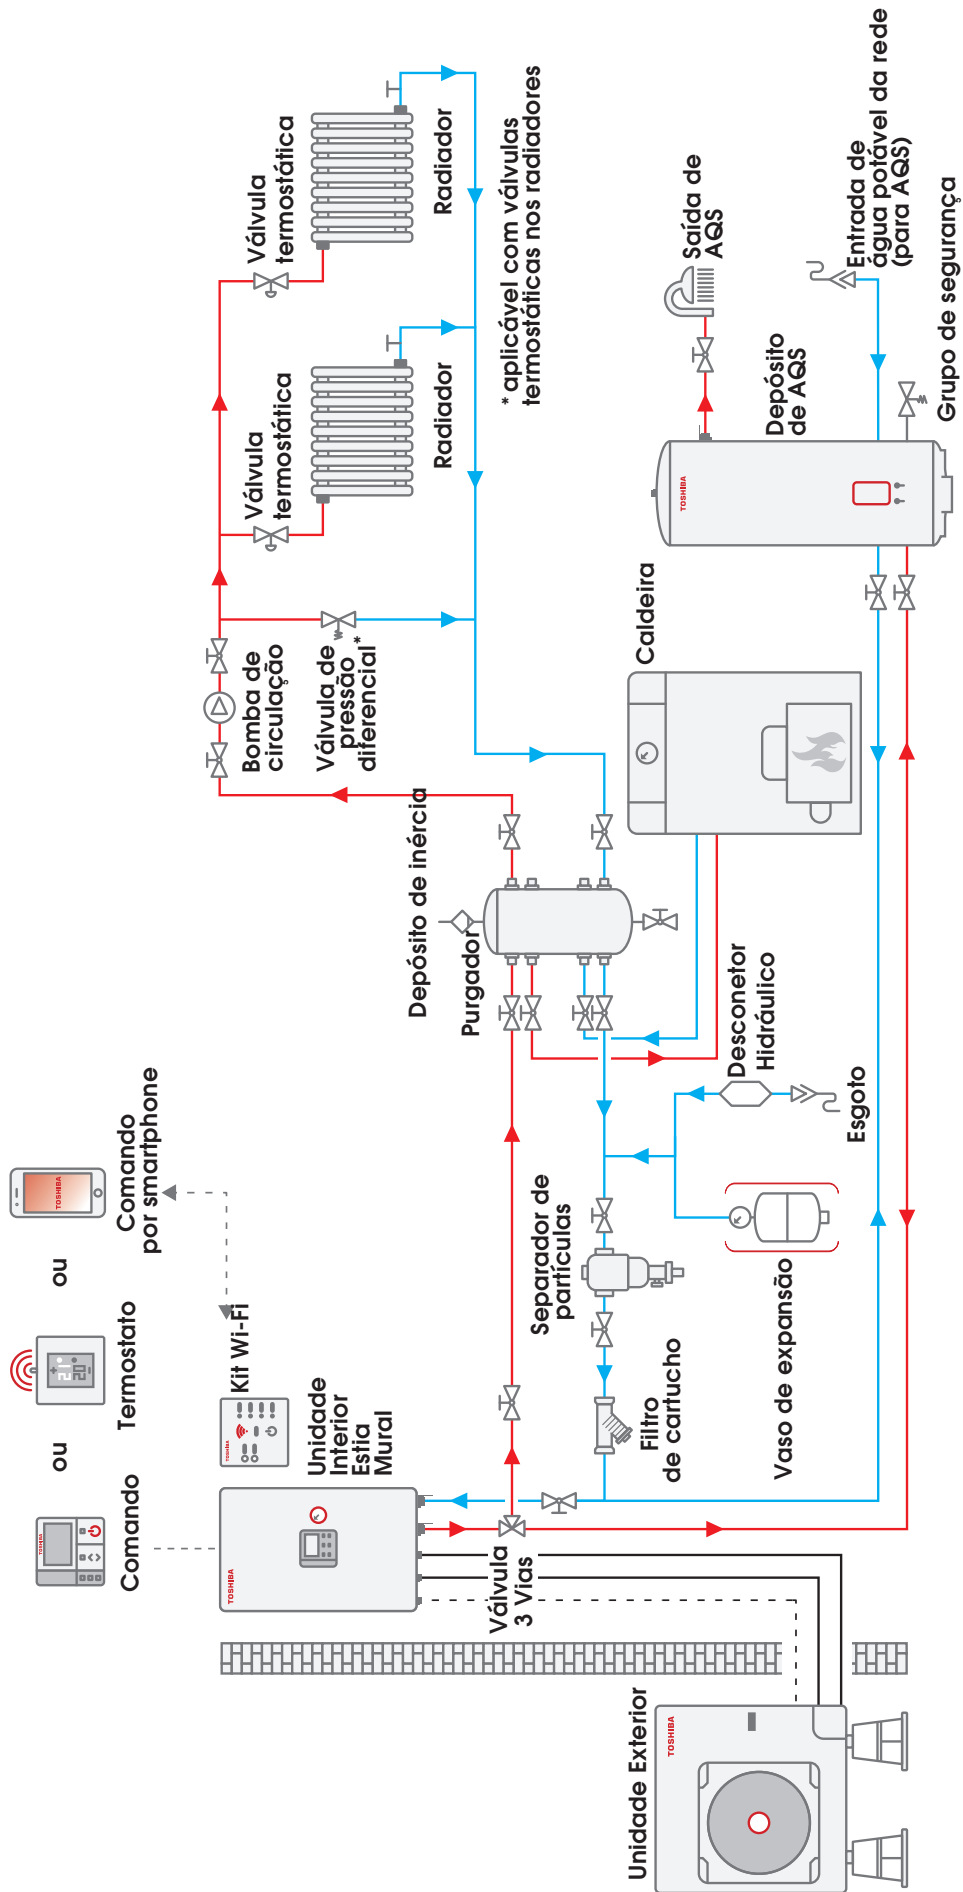 Comando
ou
Termostato
ou
Comando
por smartphone
TOSHIBA
TOSHIBA
TOSHIBA
Kit Wi-Fi
TOSHIBA
Unidade
Interior
Estia
Mural
Válvula
3 Vias
Unidade Exterior
TOSHIBA
Filtro
de cartucho
Separador de
partículas
Vaso de expansão
Desconetor
Hidráulico
Esgoto
Depósito de inércia
Purgador
Bomba de
circulação
Válvula de
pressão
diferencial*
Válvula
termostática
Radiador
Válvula
termostática
Radiador
* aplicável com válvulas
termostáticas nos radiadores
Caldeira
Depósito
de AQS
TOSHIBA
Saída de
AQS
Entrada de
água potável da rede
(para AQS)
Grupo de segurança